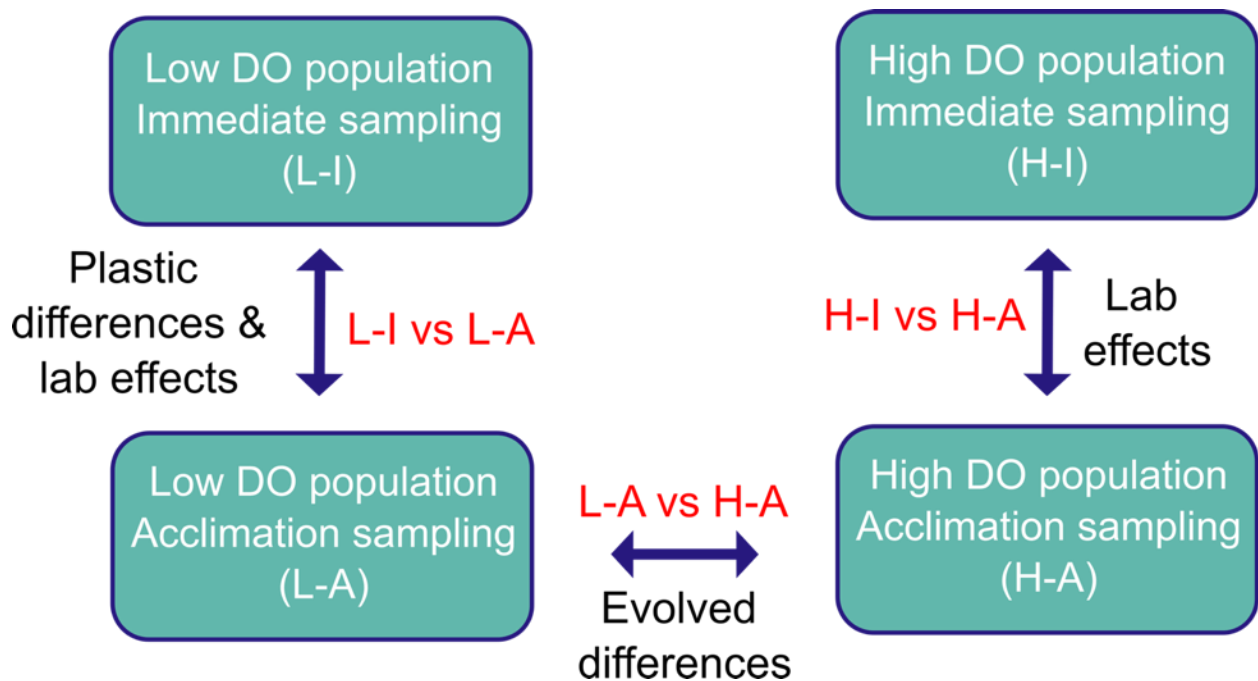 Low DO population
Immediate sampling
(L-I)
High DO population
Immediate sampling
(H-I)
Plastic
differences &
lab effects
L-I vs L-A
H-I vs H-A
Lab
effects
Low DO population
Acclimation sampling
(L-A)
L-A vs H-A
Evolved
differences
High DO population
Acclimation sampling
(H-A)